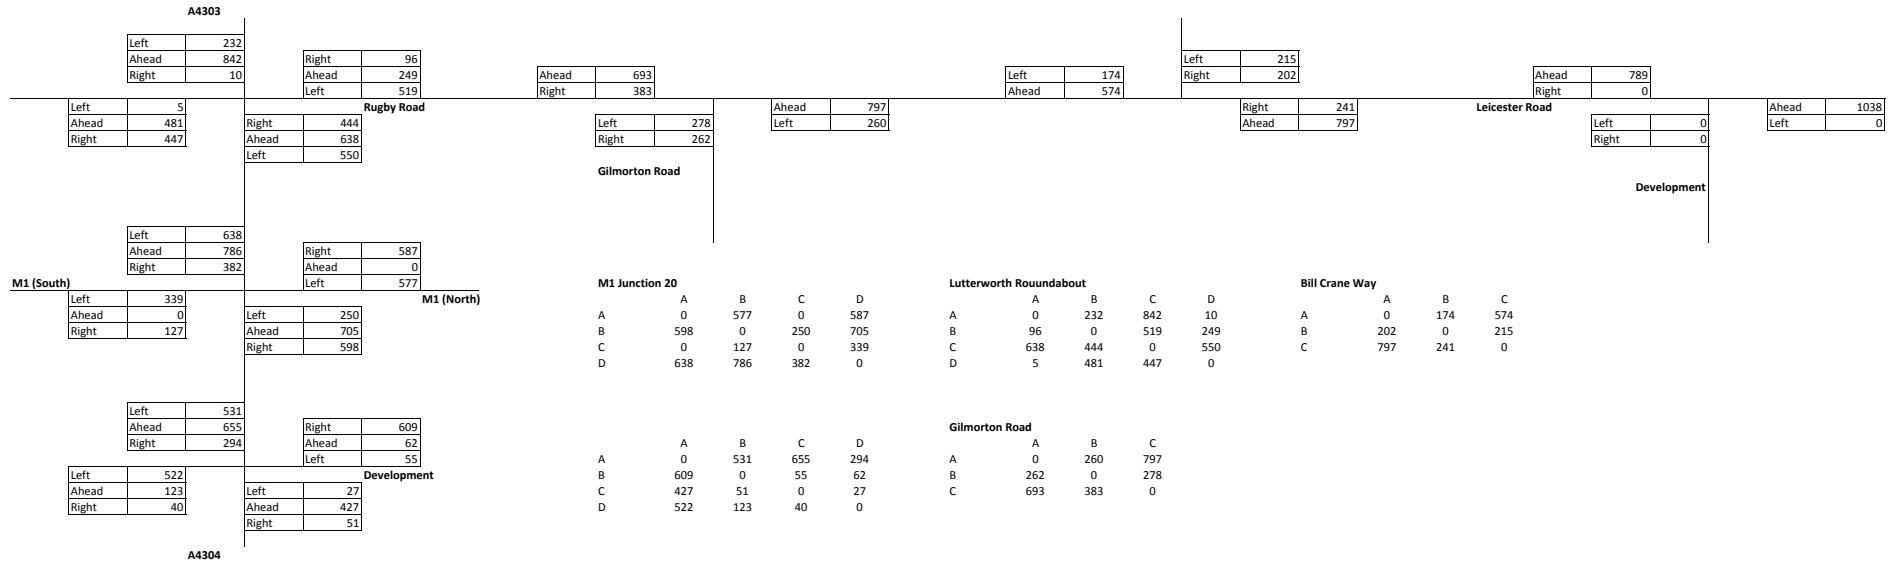 A4303
Left 232
Ahead 842
Right 10
Right 96
Ahead 249
Left 519
Ahead 693
Right 383
Left 174
Ahead 574
Left 215
Right 202
Ahead 789
Right 0
Left 5
Ahead 481
Right 447
Rugby Road
Right 444
Ahead 638
Left 550
Left 278
Right 262
Gilmorton Road
Ahead 797
Left 260
Right 241
Ahead 797
Leicester Road
Left 0
Right 0
Development
Ahead 1038
Left 0
Left 638
Ahead 786
Right 382
Right 587
Ahead 0
Left 577
M1 (South)
M1 (North)
Left 339
Ahead 0
Right 127
Left 250
Ahead 705
Right 598
M1 Junction 20
A B C D
A 0 577 0 587
B 598 0 250 705
C 0 127 0 339
D 638 786 382 0
Lutterworth Rouundabout
A B C D
A 0 232 842 10
B 96 0 519 249
C 638 444 0 550
D 5 481 447 0
Bill Crane Way
A B C
A 0 174 574
B 202 0 215
C 797 241 0
Left 531
Ahead 655
Right 294
Right 609
Ahead 62
Left 55
Development
Left 522
Ahead 123
Right 40
Left 27
Ahead 427
Right 51
A4304
A B C D
A 0 531 655 294
B 609 0 55 62
C 427 51 0 27
D 522 123 40 0
Gilmorton Road
A B C
A 0 260 797
B 262 0 278
C 693 383 0